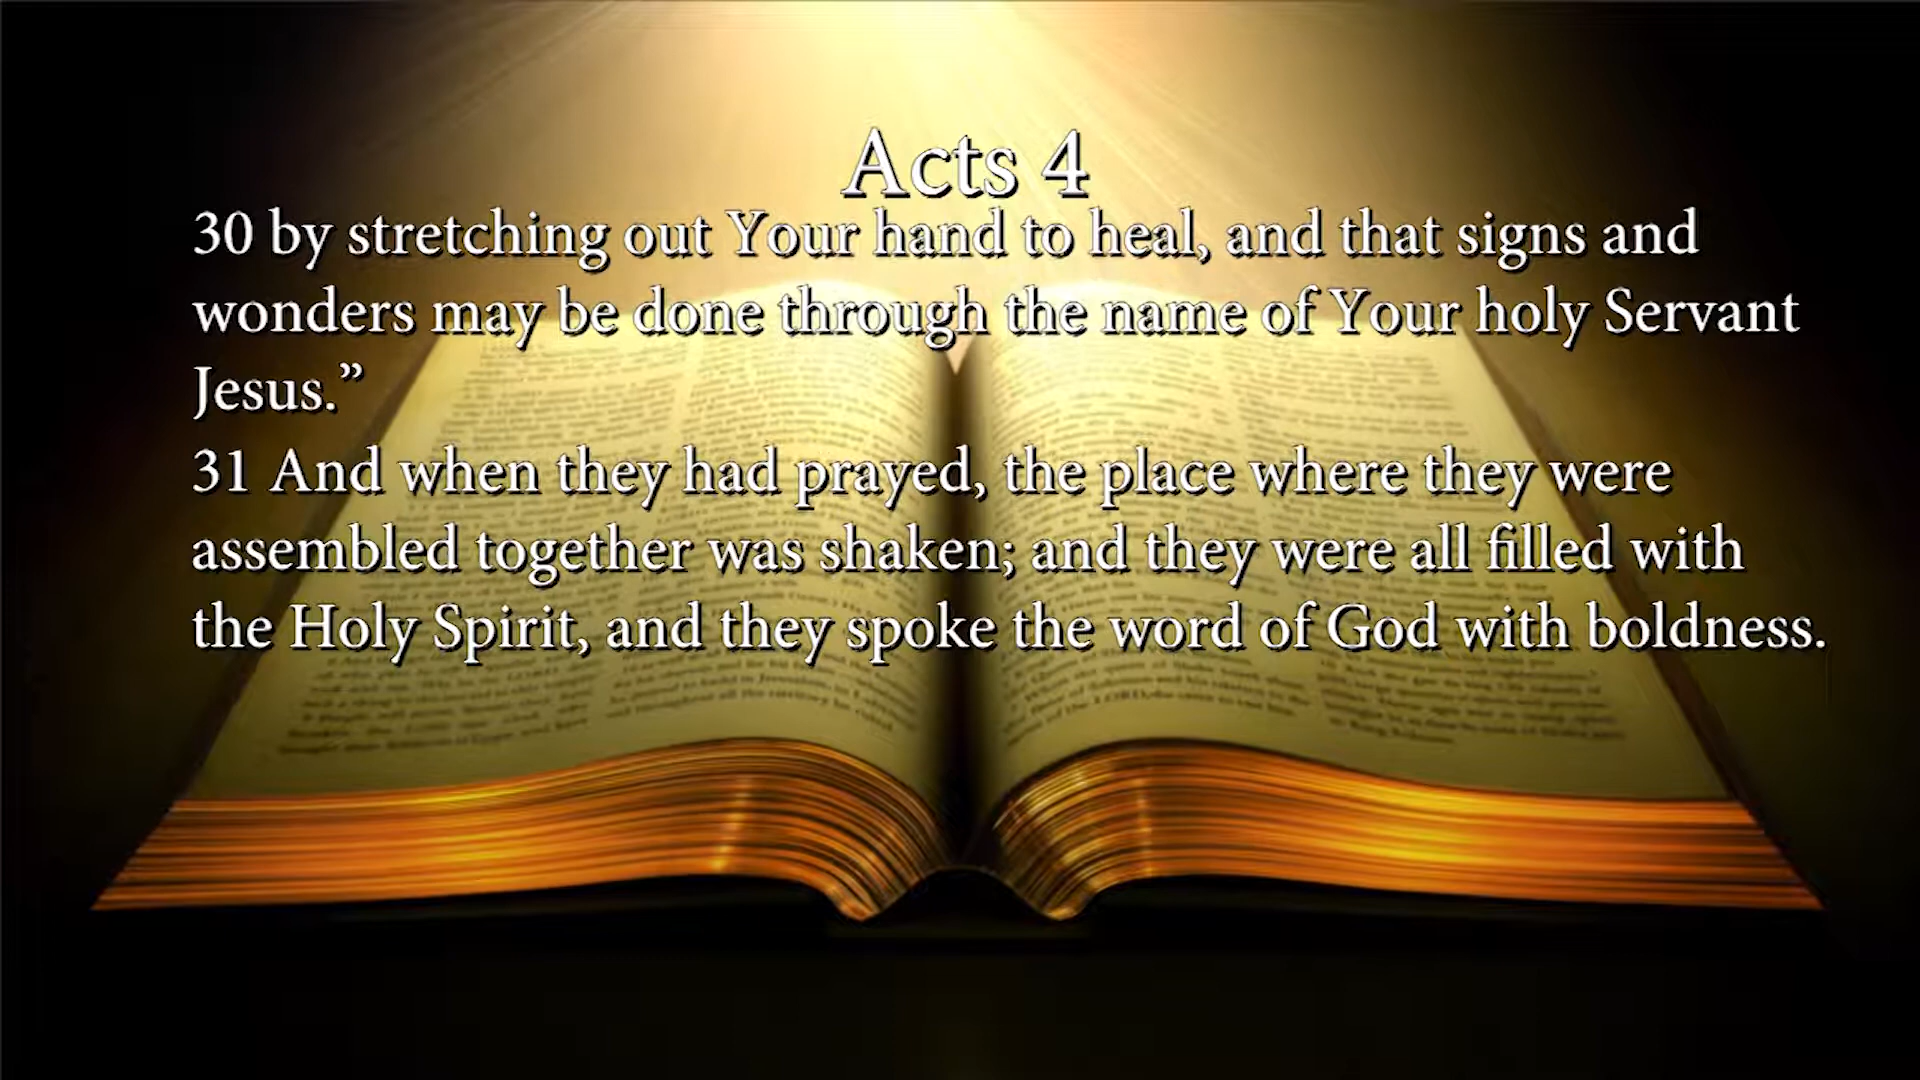 Acts 4
30 by stretching out Your hand to heal, and that signs and
wonders may be done through the name of Your holy Servant
Jesus.”
31 And when they had prayed, the place where they were
assembled together was shaken; and they were all filled with
the Holy Spirit, and they spoke the word of God with boldness.